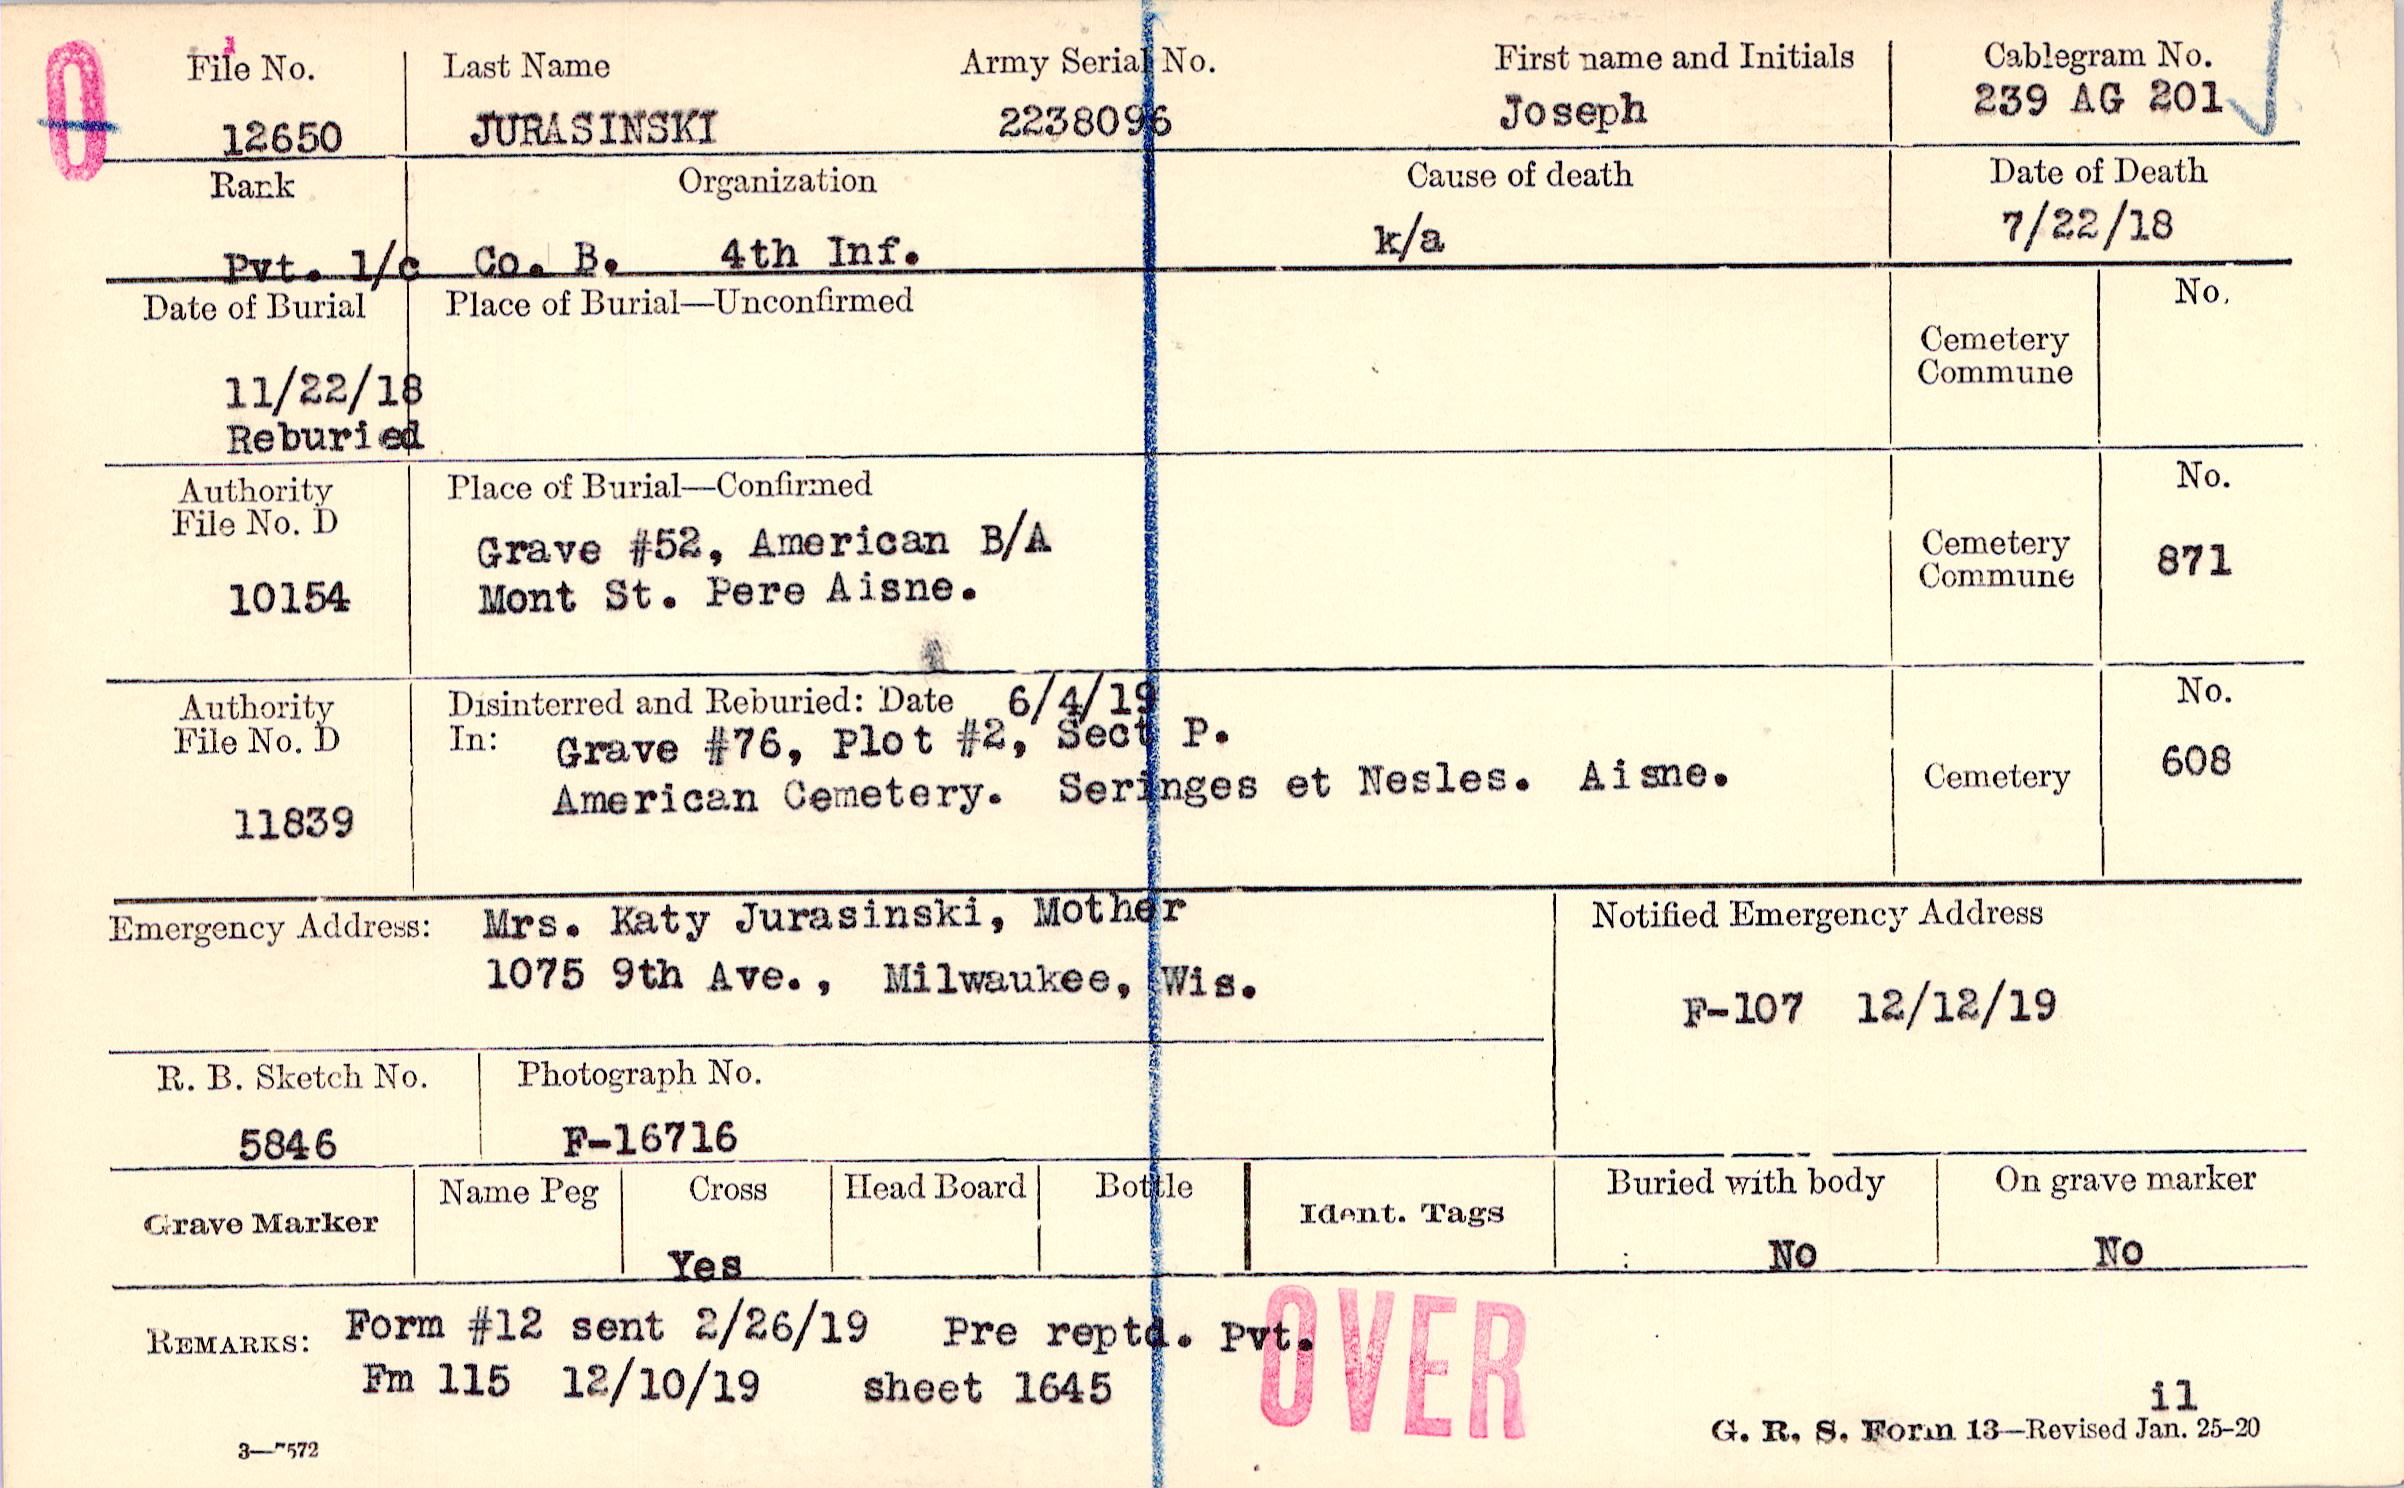 O
File No.
Last Name
Army Serial No.
First name and Initials
Cablegram No.
12650
JURASINSKI
2238096
Joseph
239 AG 201
Rank
Organization
Cause of death
Date of Death
Pvt. 1/c
Co. B. 4th Inf.
k/a
7/22/18
Date of Burial
Place of Burial—Unconfirmed
Cemetery
Commune
No.
11/22/18
Reburied
Authority
File No. D
10154
Place of Burial—Confirmed
Grave #52, American B/A
Mont St. Pere Aisne.
Cemetery
Commune
No.
871
Authority
File No. D
11839
Disinterred and Reburied: Date 6/4/19
In: Grave #76, Plot #2, Sect P.
American Cemetery. Seringes et Nesles. Aisne.
Cemetery
No.
608
Emergency Address: Mrs. Katy Jurasinski, Mother
1075 9th Ave., Milwaukee, Wis.
Notified Emergency Address
F-107 12/12/19
R. B. Sketch No.
5846
Photograph No.
F-16716
Grave Marker
Name Peg
Cross
Yes
Head Board
Bottle
Ident. Tags
Buried with body
No
On grave marker
No
REMARKS: Form #12 sent 2/26/19 Pre reptd. Pvt.
Fm 115 12/10/19 sheet 1645
OVER
il
G. R. S. Form 13—Revised Jan. 25-20